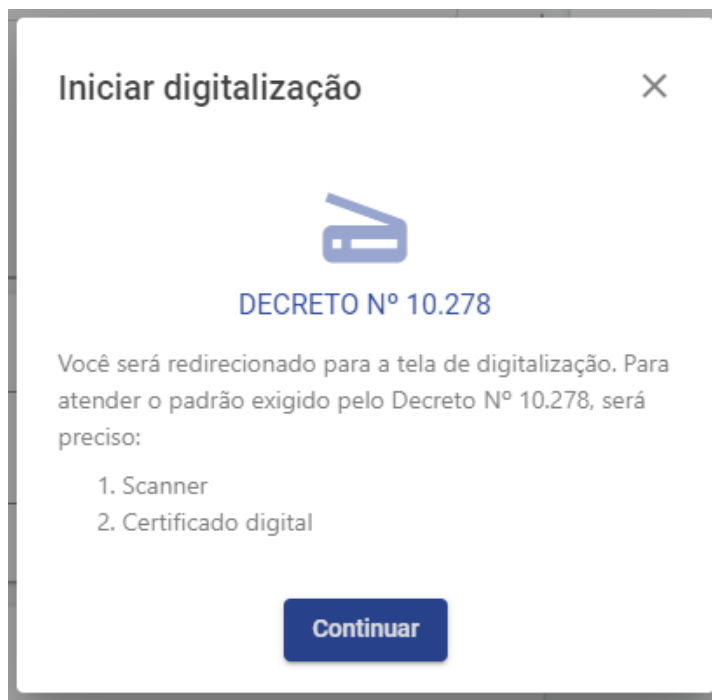 Iniciar digitalização
DECRETO Nº 10.278
Você será redirecionado para a tela de digitalização. Para
atender o padrão exigido pelo Decreto Nº 10.278, será
preciso:
1. Scanner
2. Certificado digital
Continuar